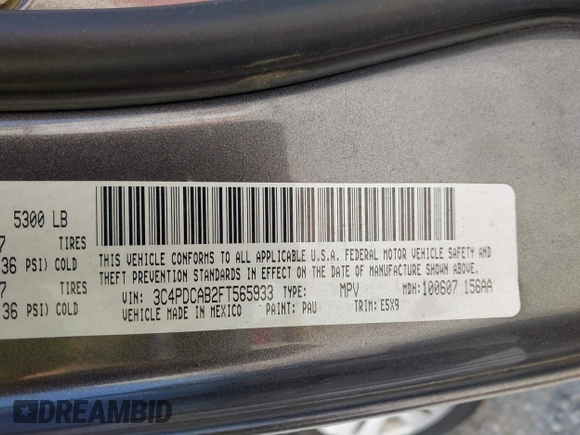 5300 LB
7 TIRES
36 PSI) COLD
7 TIRES
36 PSI) COLD
THIS VEHICLE CONFORMS TO ALL APPLICABLE U.S.A. FEDERAL MOTOR VEHICLE SAFETY AND
THEFT PREVENTION STANDARDS IN EFFECT ON THE DATE OF MANUFACTURE SHOWN ABOVE.
VIN: 3C4PDCAB2FT565933 TYPE: MPV MDH: 100607 156AA
VEHICLE MADE IN MEXICO PAINT: PAU TRIM: E5X9
DREAMBID